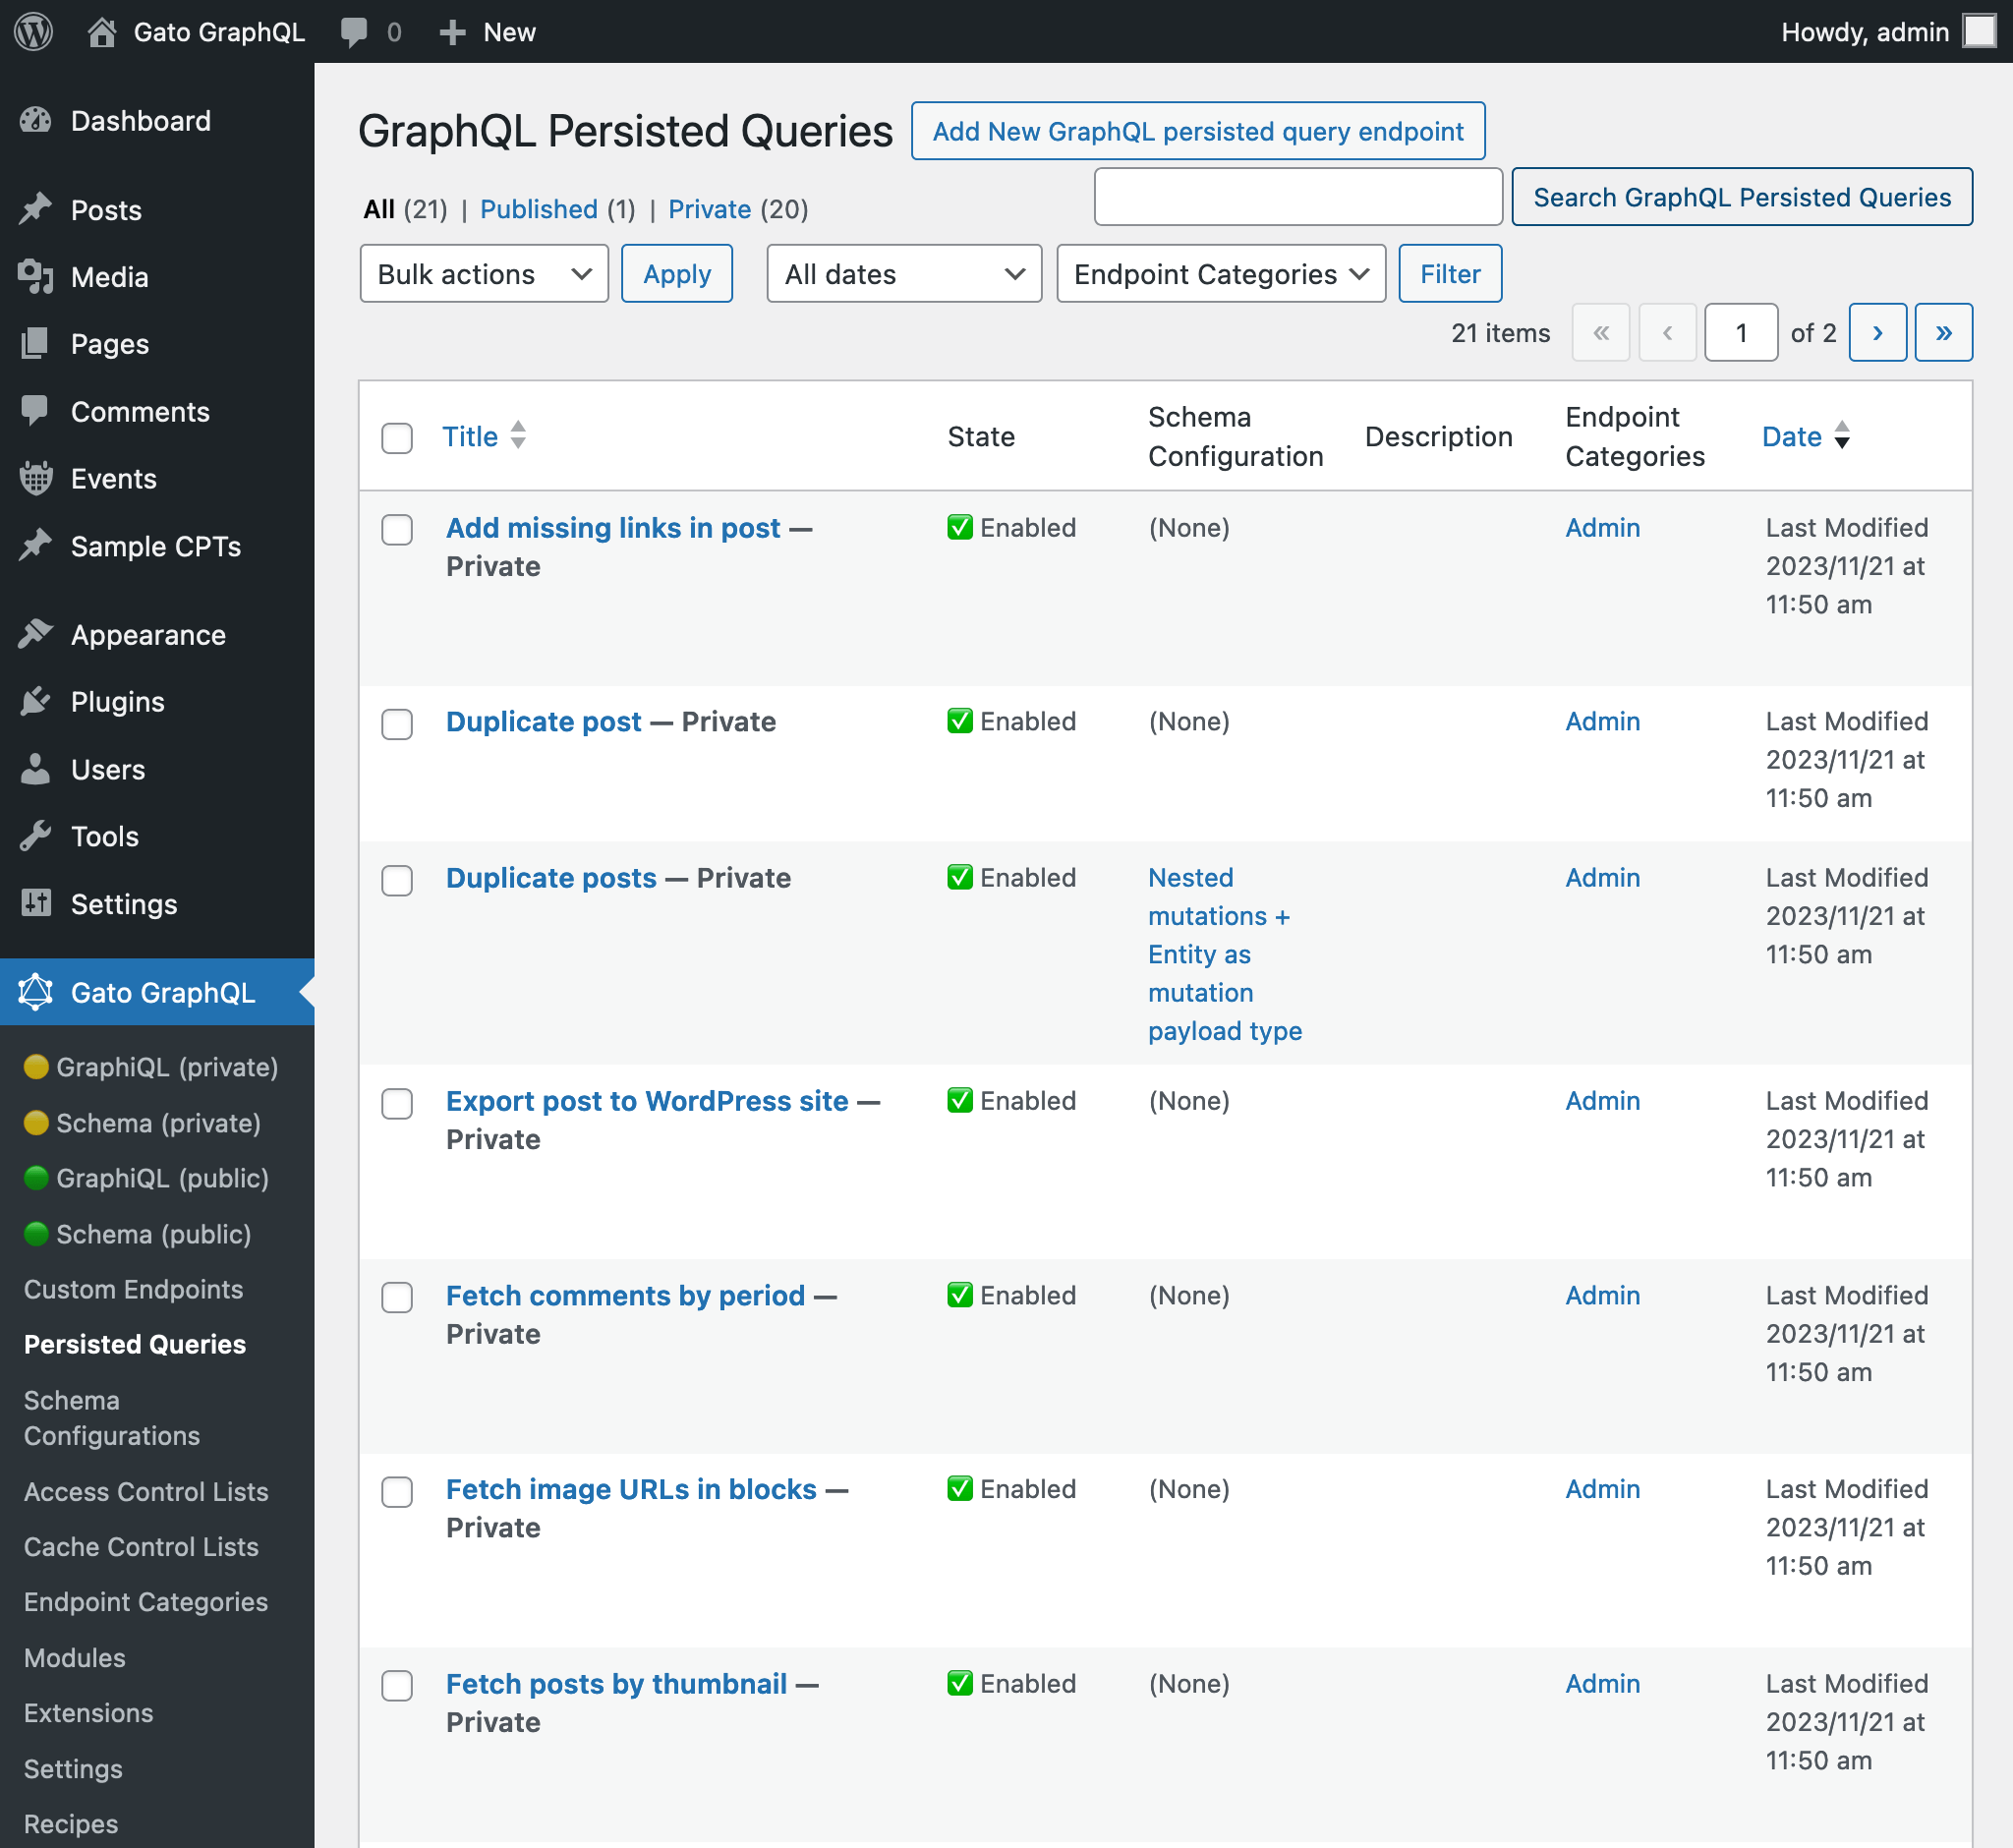 Gato GraphQL 0 New Howdy, admin
Dashboard
Posts
Media
Pages
Comments
Events
Sample CPTs
Appearance
Plugins
Users
Tools
Settings
Gato GraphQL
GraphiQL (private)
Schema (private)
GraphiQL (public)
Schema (public)
Custom Endpoints
Persisted Queries
Schema
Configurations
Access Control Lists
Cache Control Lists
Endpoint Categories
Modules
Extensions
Settings
Recipes
GraphQL Persisted Queries Add New GraphQL persisted query endpoint
All (21) | Published (1) | Private (20) Search GraphQL Persisted Queries
Bulk actions Apply All dates Endpoint Categories Filter
21 items « ‹ 1 of 2 › »
Title State Schema Configuration Description Endpoint Categories Date
Add missing links in post —
Private
✅ Enabled
(None)
Admin
Last Modified
2023/11/21 at
11:50 am
Duplicate post — Private
✅ Enabled
(None)
Admin
Last Modified
2023/11/21 at
11:50 am
Duplicate posts — Private
✅ Enabled
Nested
mutations +
Entity as
mutation
payload type
Admin
Last Modified
2023/11/21 at
11:50 am
Export post to WordPress site —
Private
✅ Enabled
(None)
Admin
Last Modified
2023/11/21 at
11:50 am
Fetch comments by period —
Private
✅ Enabled
(None)
Admin
Last Modified
2023/11/21 at
11:50 am
Fetch image URLs in blocks —
Private
✅ Enabled
(None)
Admin
Last Modified
2023/11/21 at
11:50 am
Fetch posts by thumbnail —
Private
✅ Enabled
(None)
Admin
Last Modified
2023/11/21 at
11:50 am